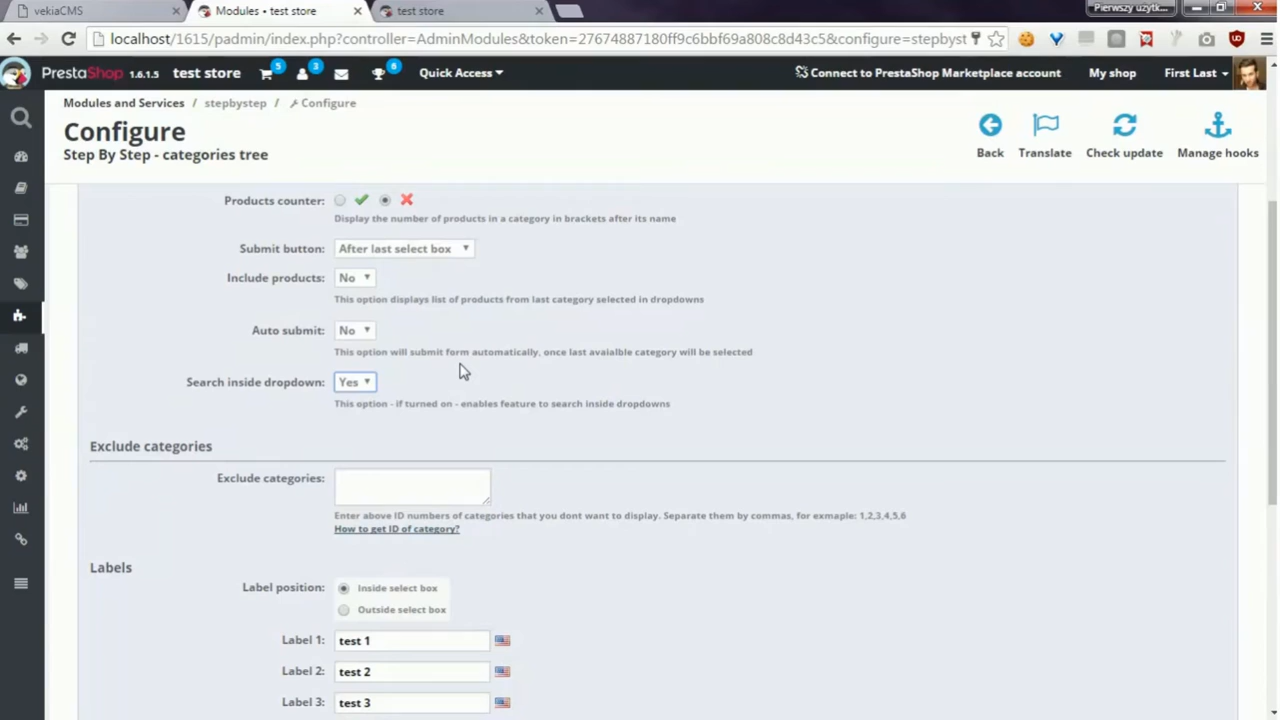 vekiaCMS
Modules • test store
test store
Pierwszy użytk...
localhost/1615/padmin/index.php?controller=AdminModules&token=27674887180ff9c6bbf69a808c8d43c5&configure=stepbyst
PrestaShop 1.6.1.5 test store 5 3 6 Quick Access Connect to PrestaShop Marketplace account My shop First Last
Modules and Services / stepbystep / Configure
Configure
Step By Step - categories tree
Back Translate Check update Manage hooks
Products counter:
Display the number of products in a category in brackets after its name
Submit button: After last select box
Include products: No
This option displays list of products from last category selected in dropdowns
Auto submit: No
This option will submit form automatically, once last avaialble category will be selected
Search inside dropdown: Yes
This option - if turned on - enables feature to search inside dropdowns
Exclude categories
Exclude categories:
Enter above ID numbers of categories that you dont want to display. Separate them by commas, for exmaple: 1,2,3,4,5,6
How to get ID of category?
Labels
Label position: Inside select box
Outside select box
Label 1: test 1
Label 2: test 2
Label 3: test 3